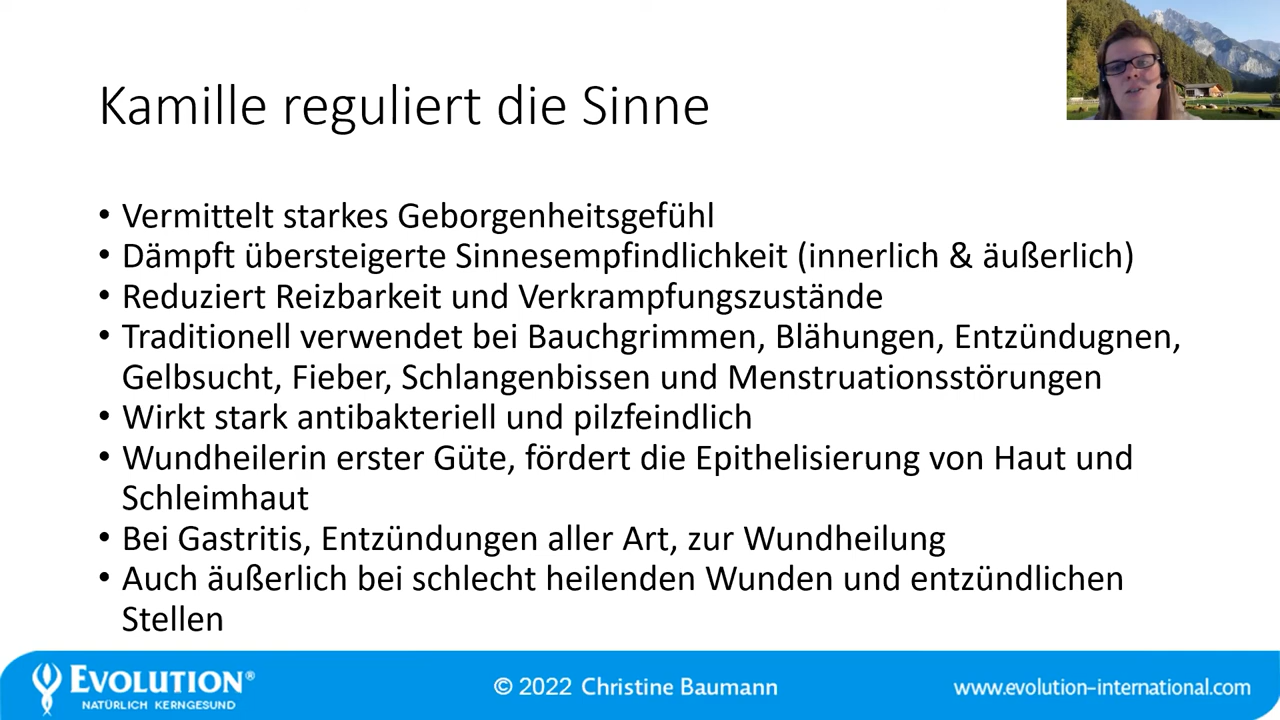 Kamille reguliert die Sinne
• Vermittelt starkes Geborgenheitsgefühl
• Dämpft übersteigerte Sinnesempfindlichkeit (innerlich & äußerlich)
• Reduziert Reizbarkeit und Verkrampfungszustände
• Traditionell verwendet bei Bauchgrimmen, Blähungen, Entzündugnen,
Gelbsucht, Fieber, Schlangenbissen und Menstruationsstörungen
• Wirkt stark antibakteriell und pilzfeindlich
• Wundheilerin erster Güte, fördert die Epithelisierung von Haut und
Schleimhaut
• Bei Gastritis, Entzündungen aller Art, zur Wundheilung
• Auch äußerlich bei schlecht heilenden Wunden und entzündlichen
Stellen
EVOLUTION®
NATÜRLICH KERNGESUND
© 2022 Christine Baumann
www.evolution-international.com